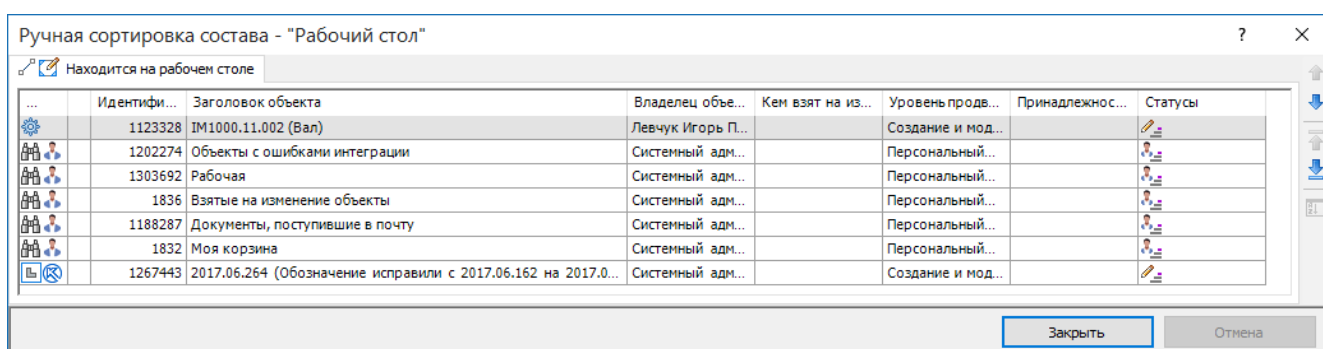 Ручная сортировка состава - "Рабочий стол" ?
Находится на рабочем столе
... Идентифи... Заголовок объекта Владелец объе... Кем взят на из... Уровень продв... Принадлежнос... Статусы
1123328 IM1000.11.002 (Вал) Левчук Игорь П... Создание и мод...
1202274 Объекты с ошибками интеграции Системный адм... Персональный...
1303692 Рабочая Системный адм... Персональный...
1836 Взятые на изменение объекты Системный адм... Персональный...
1188287 Документы, поступившие в почту Системный адм... Персональный...
1832 Моя корзина Системный адм... Персональный...
1267443 2017.06.264 (Обозначение исправили с 2017.06.162 на 2017.0... Системный адм... Создание и мод...
Закрыть Отмена